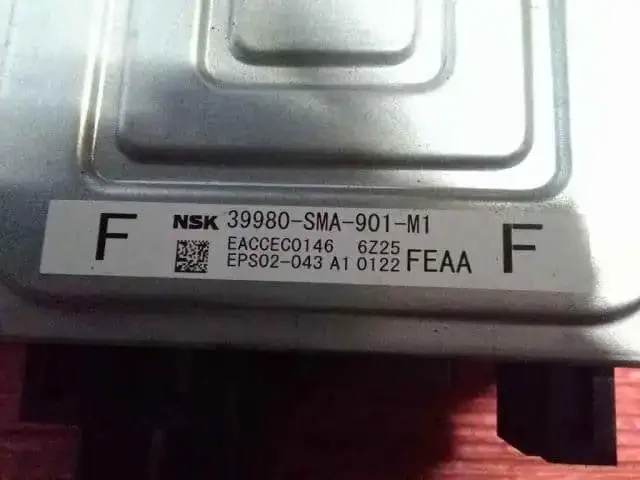 F NSK 39980-SMA-901-M1 F
EACCEC0146 6Z25
EPS02-043 A1 0122 FEAA